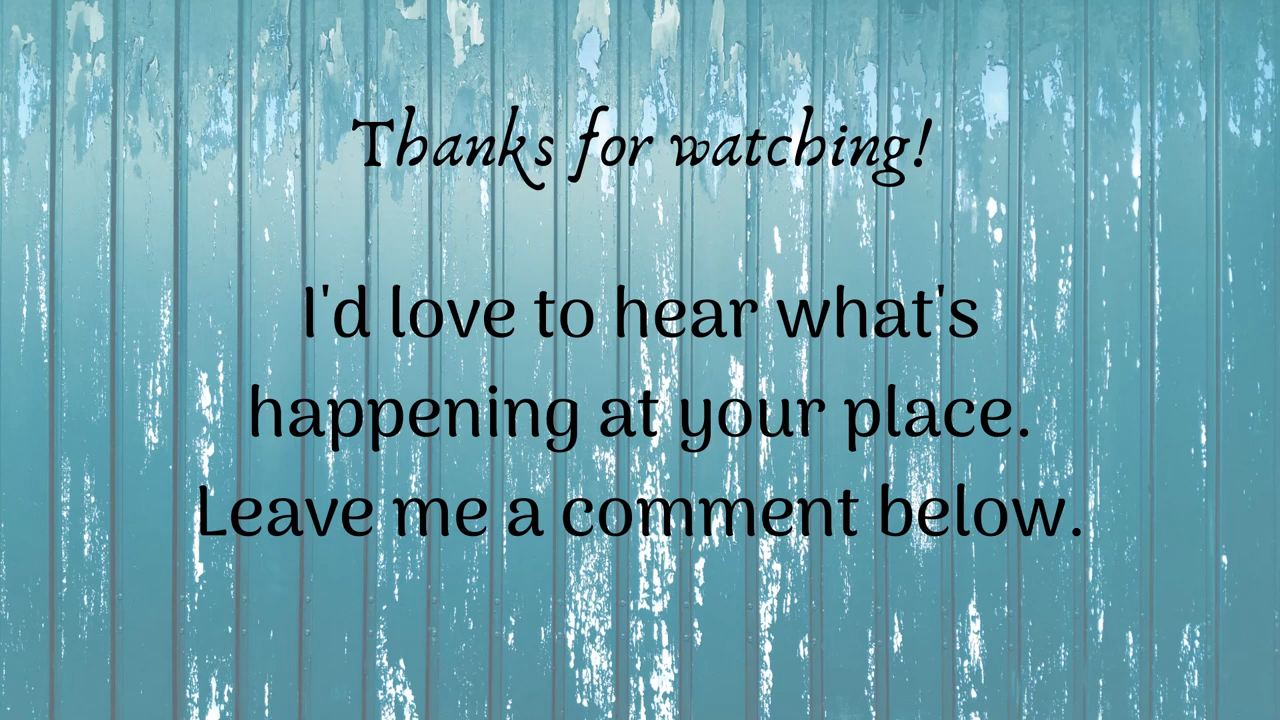 Thanks for watching!
I'd love to hear what's
happening at your place.
Leave me a comment below.